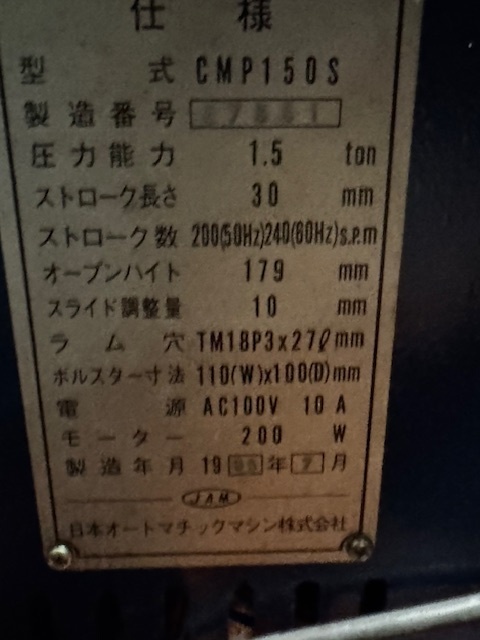 仕様
型式 CMP150S
製造番号
圧力能力 1.5 ton
ストローク長さ 30 mm
ストローク数 200(50Hz)240(60Hz)s.p.m
オープンハイト 179 mm
スライド調整量 10 mm
ラム穴 TM18P3x27ℓmm
ボルスター寸法 110(W)x100(D)mm
電源 AC100V 10 A
モーター 200 W
製造年月 19 年 7 月
JAM
日本オートマチックマシン株式会社